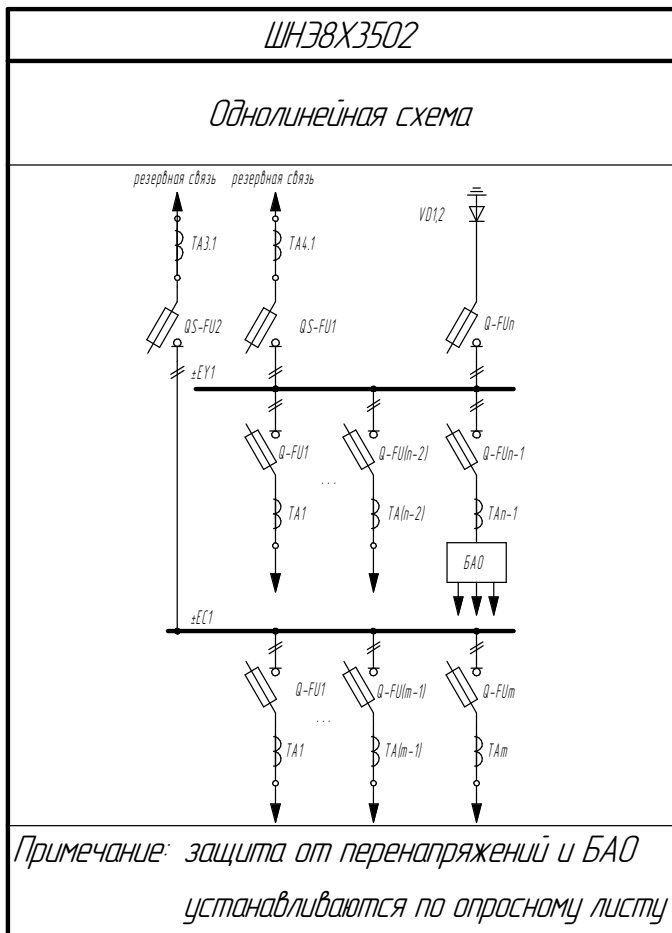 ШНЭ8Х3502
Однолинейная схема
резервная связь резервная связь
VD1,2
TA3.1 TA4.1
QS-FU2 QS-FU1 Q-FUn
±EY1
Q-FU1 Q-FU(n-2) Q-FUn-1
...
TA1 TA(n-2) TAn-1
БАО
±EC1
Q-FU1 Q-FU(m-1) Q-FUm
...
TA1 TA(m-1) TAm
Примечание: защита от перенапряжений и БАО
устанавливаются по опросному листу